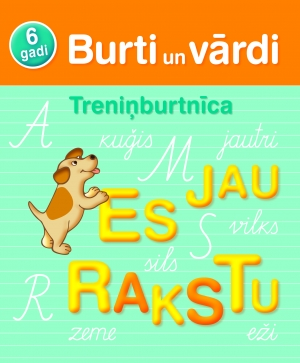 6 gadi
Burti un vārdi
Treniņburtnīca
A kuģis jautri
M
ES JAU
S vilks
sils
RAKSTU
R zeme eži